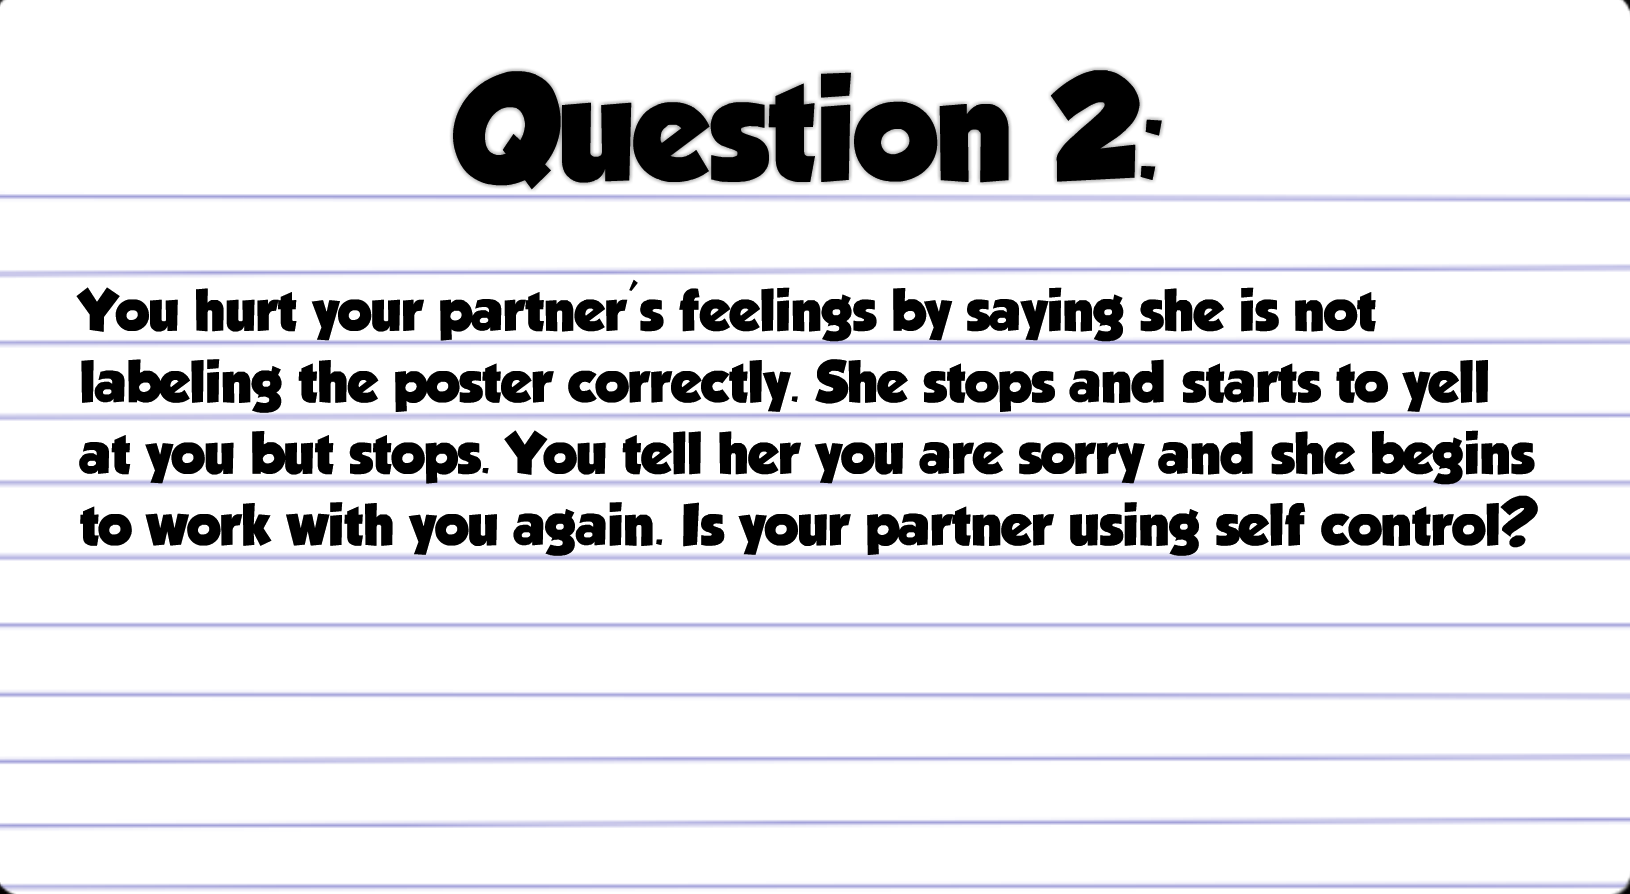 Question 2:
You hurt your partner's feelings by saying she is not
labeling the poster correctly. She stops and starts to yell
at you but stops. You tell her you are sorry and she begins
to work with you again. Is your partner using self control?